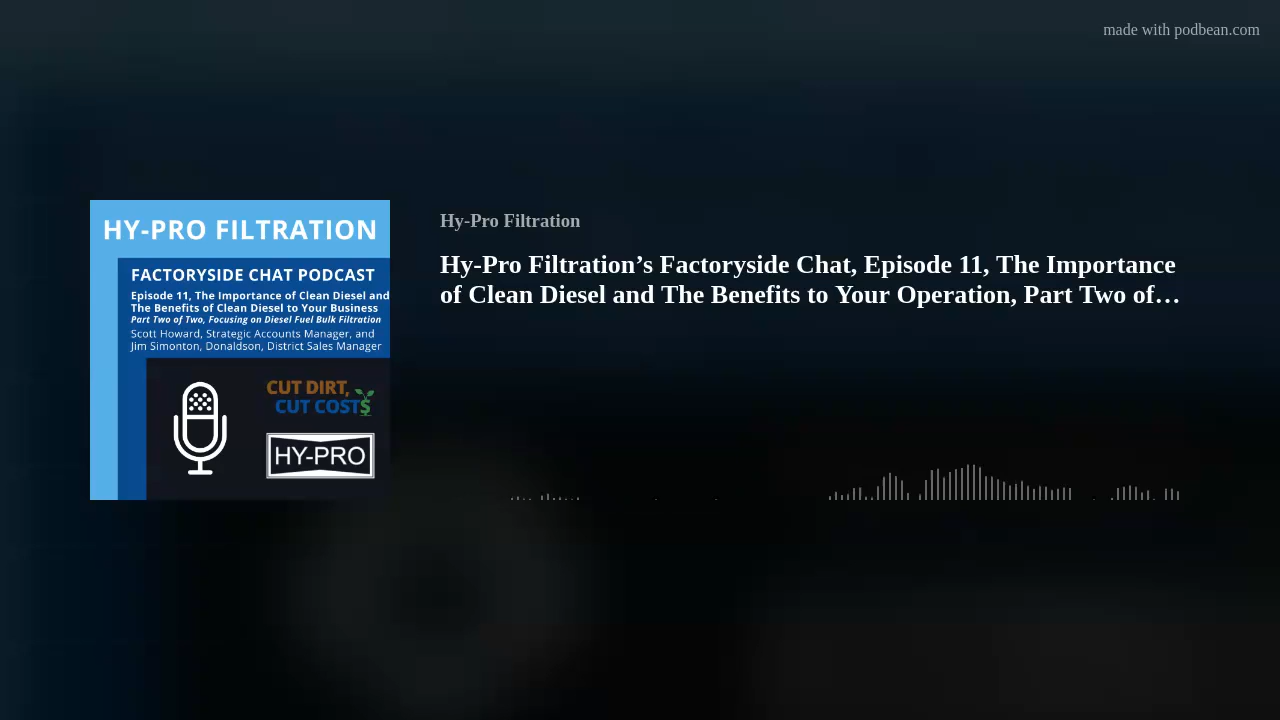 made with podbean.com
HY-PRO FILTRATION
FACTORYSIDE CHAT PODCAST
Episode 11, The Importance of Clean Diesel and
The Benefits of Clean Diesel to Your Business
Part Two of Two, Focusing on Diesel Fuel Bulk Filtration
Scott Howard, Strategic Accounts Manager, and
Jim Simonton, Donaldson, District Sales Manager
CUT DIRT,
CUT COST$
HY-PRO
Hy-Pro Filtration
Hy-Pro Filtration’s Factoryside Chat, Episode 11, The Importance
of Clean Diesel and The Benefits to Your Operation, Part Two of…